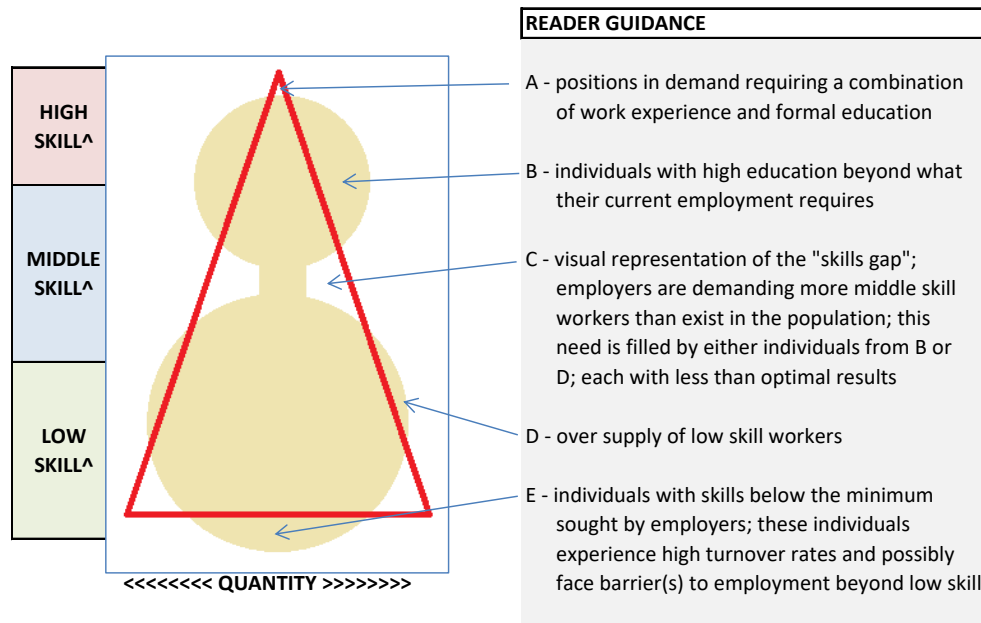 READER GUIDANCE
HIGH
SKILL^
MIDDLE
SKILL^
LOW
SKILL^
<<<<<<<< QUANTITY >>>>>>>>
A - positions in demand requiring a combination
of work experience and formal education
B - individuals with high education beyond what
their current employment requires
C - visual representation of the "skills gap";
employers are demanding more middle skill
workers than exist in the population; this
need is filled by either individuals from B or
D; each with less than optimal results
D - over supply of low skill workers
E - individuals with skills below the minimum
sought by employers; these individuals
experience high turnover rates and possibly
face barrier(s) to employment beyond low skill